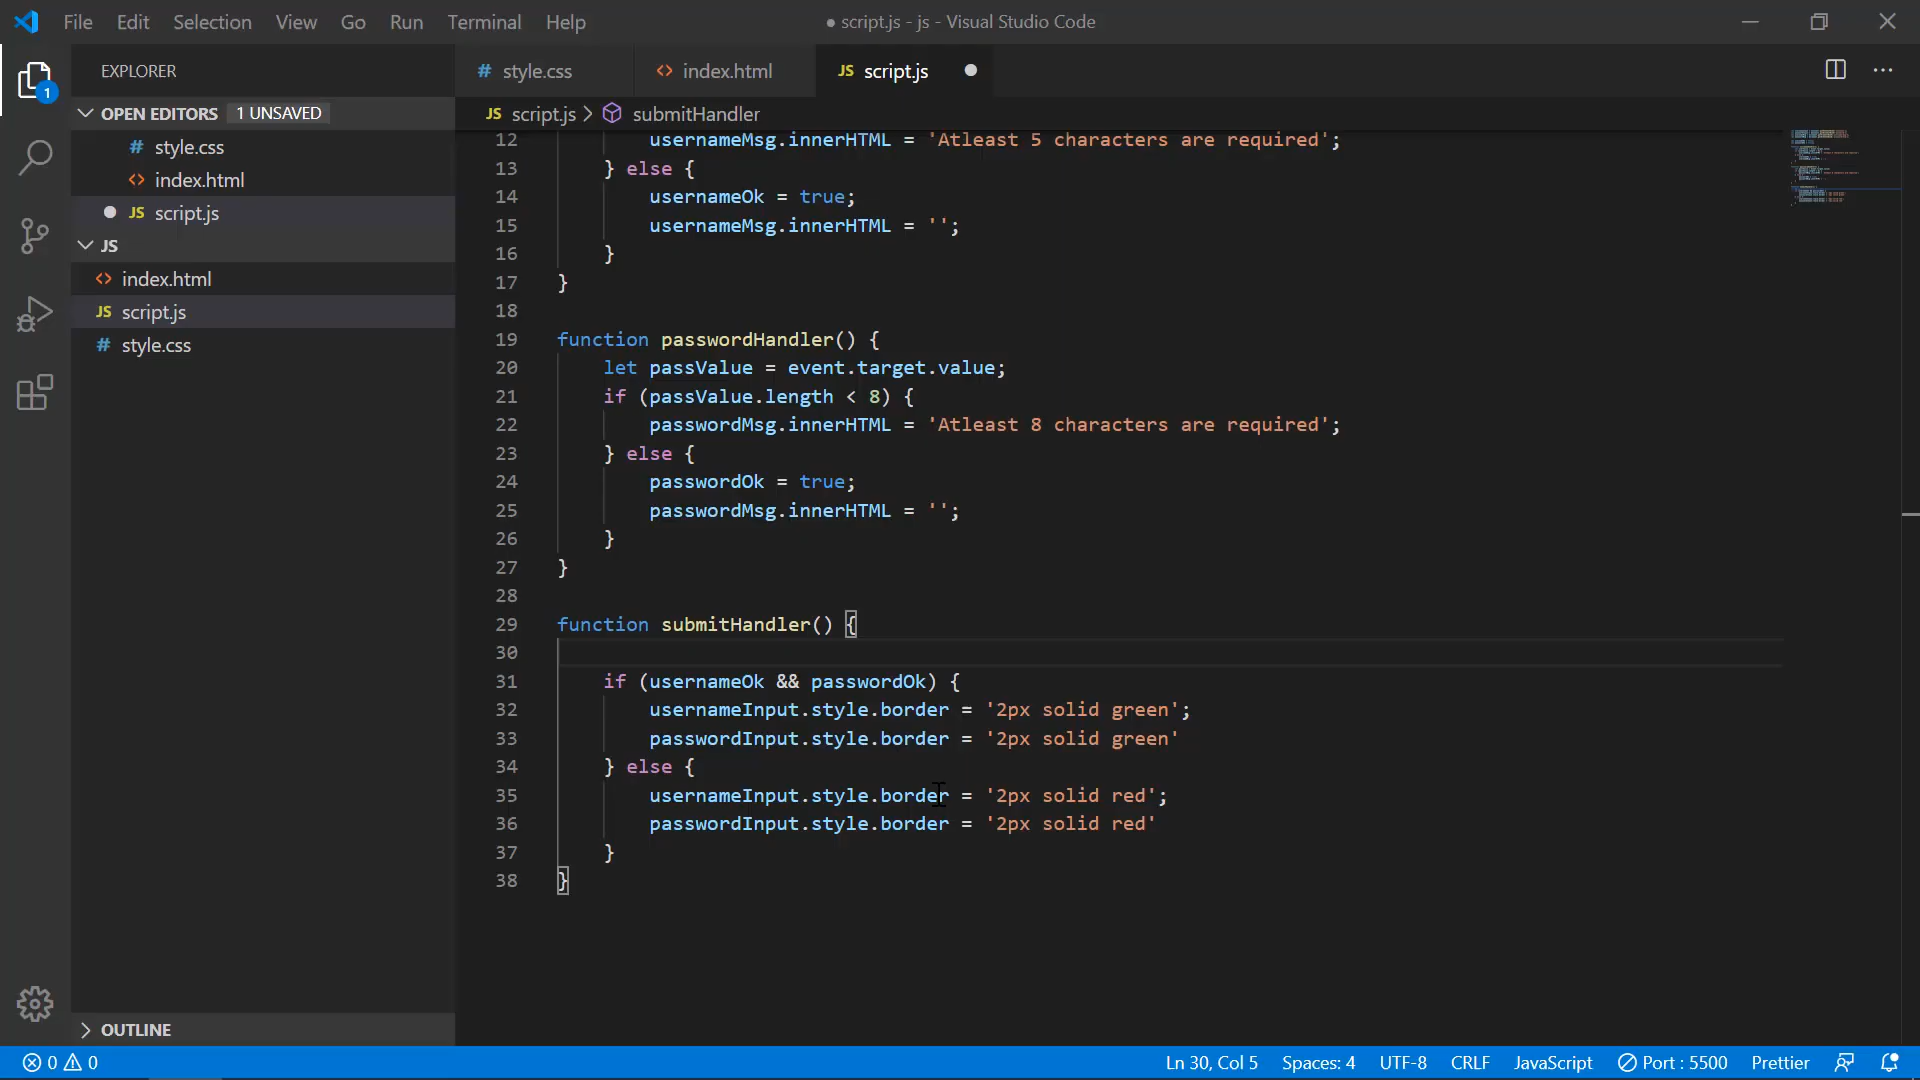 File Edit Selection View Go Run Terminal Help
● script.js - js - Visual Studio Code
1
EXPLORER
OPEN EDITORS 1 UNSAVED
# style.css
<> index.html
JS script.js
JS
<> index.html
JS script.js
# style.css
OUTLINE
# style.css <> index.html JS script.js
JS script.js > submitHandler
12 usernameMsg.innerHTML = 'Atleast 5 characters are required';
13 } else {
14 usernameOk = true;
15 usernameMsg.innerHTML = '';
16 }
17 }
18
19 function passwordHandler() {
20 let passValue = event.target.value;
21 if (passValue.length < 8) {
22 passwordMsg.innerHTML = 'Atleast 8 characters are required';
23 } else {
24 passwordOk = true;
25 passwordMsg.innerHTML = '';
26 }
27 }
28
29 function submitHandler() {
30
31 if (usernameOk && passwordOk) {
32 usernameInput.style.border = '2px solid green';
33 passwordInput.style.border = '2px solid green'
34 } else {
35 usernameInput.style.border = '2px solid red';
36 passwordInput.style.border = '2px solid red'
37 }
38 }
0 0 Ln 30, Col 5 Spaces: 4 UTF-8 CRLF JavaScript Port : 5500 Prettier